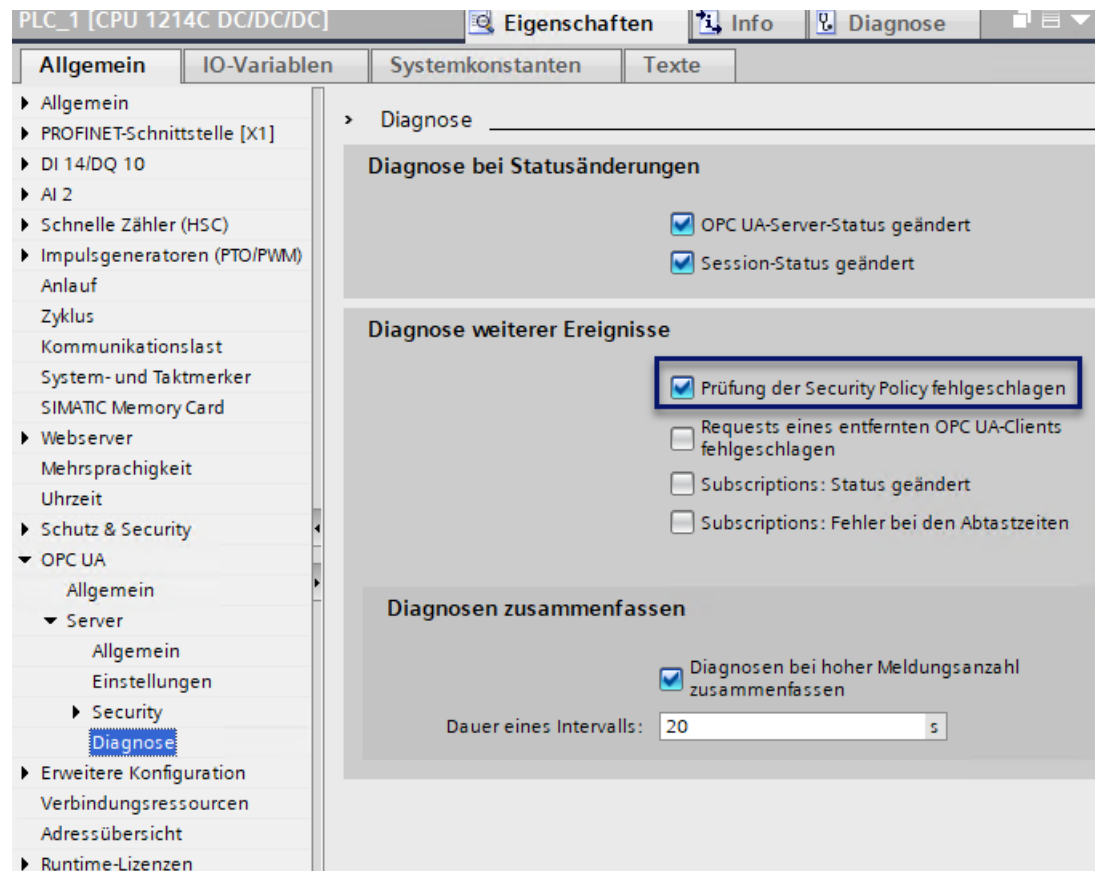 PLC_1 [CPU 1214C DC/DC/DC]
Eigenschaften
Info
Diagnose
Allgemein
IO-Variablen
Systemkonstanten
Texte
Allgemein
PROFINET-Schnittstelle [X1]
DI 14/DQ 10
AI 2
Schnelle Zähler (HSC)
Impulsgeneratoren (PTO/PWM)
Anlauf
Zyklus
Kommunikationslast
System- und Taktmerker
SIMATIC Memory Card
Webserver
Mehrsprachigkeit
Uhrzeit
Schutz & Security
OPC UA
Allgemein
Server
Allgemein
Einstellungen
Security
Diagnose
Erweitere Konfiguration
Verbindungsressourcen
Adressübersicht
Runtime-Lizenzen
Diagnose
Diagnose bei Statusänderungen
OPC UA-Server-Status geändert
Session-Status geändert
Diagnose weiterer Ereignisse
Prüfung der Security Policy fehlgeschlagen
Requests eines entfernten OPC UA-Clients
fehlgeschlagen
Subscriptions: Status geändert
Subscriptions: Fehler bei den Abtastzeiten
Diagnosen zusammenfassen
Diagnosen bei hoher Meldungsanzahl
zusammenfassen
Dauer eines Intervalls: 20 s